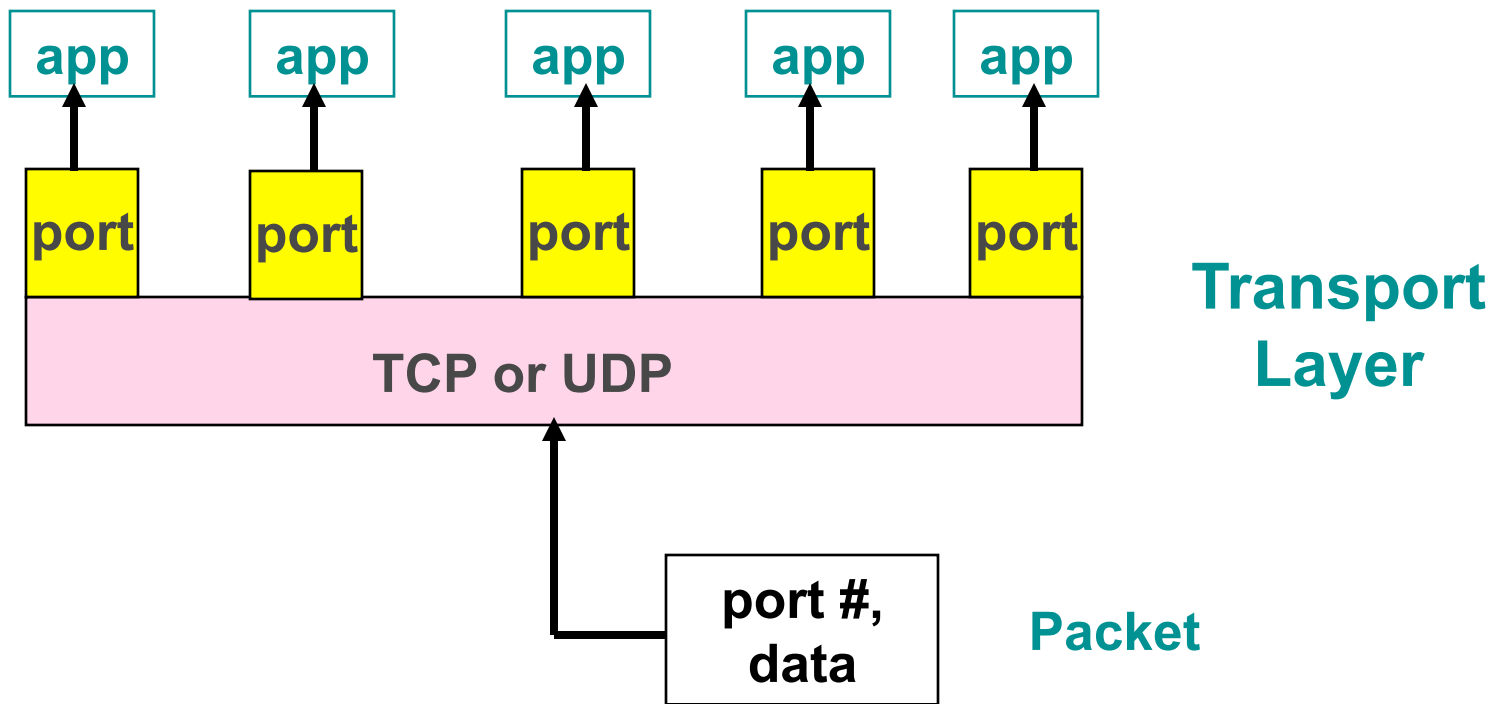 app app app app app
port port port port port
Transport
Layer
TCP or UDP
port #,
data
Packet